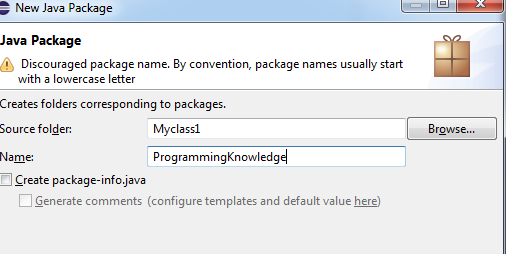 New Java Package
Java Package
Discouraged package name. By convention, package names usually start
with a lowercase letter
Creates folders corresponding to packages.
Source folder: Myclass1 Browse...
Name: ProgrammingKnowledge
Create package-info.java
Generate comments (configure templates and default value here)